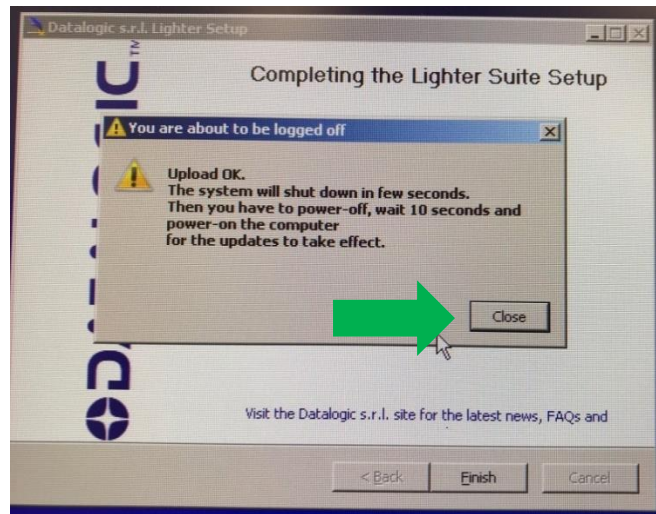 Datalogic s.r.l. Lighter Setup
Completing the Lighter Suite Setup
You are about to be logged off
Upload OK.
The system will shut down in few seconds.
Then you have to power-off, wait 10 seconds and
power-on the computer
for the updates to take effect.
Close
Visit the Datalogic s.r.l. site for the latest news, FAQs and
< Back
Finish
Cancel